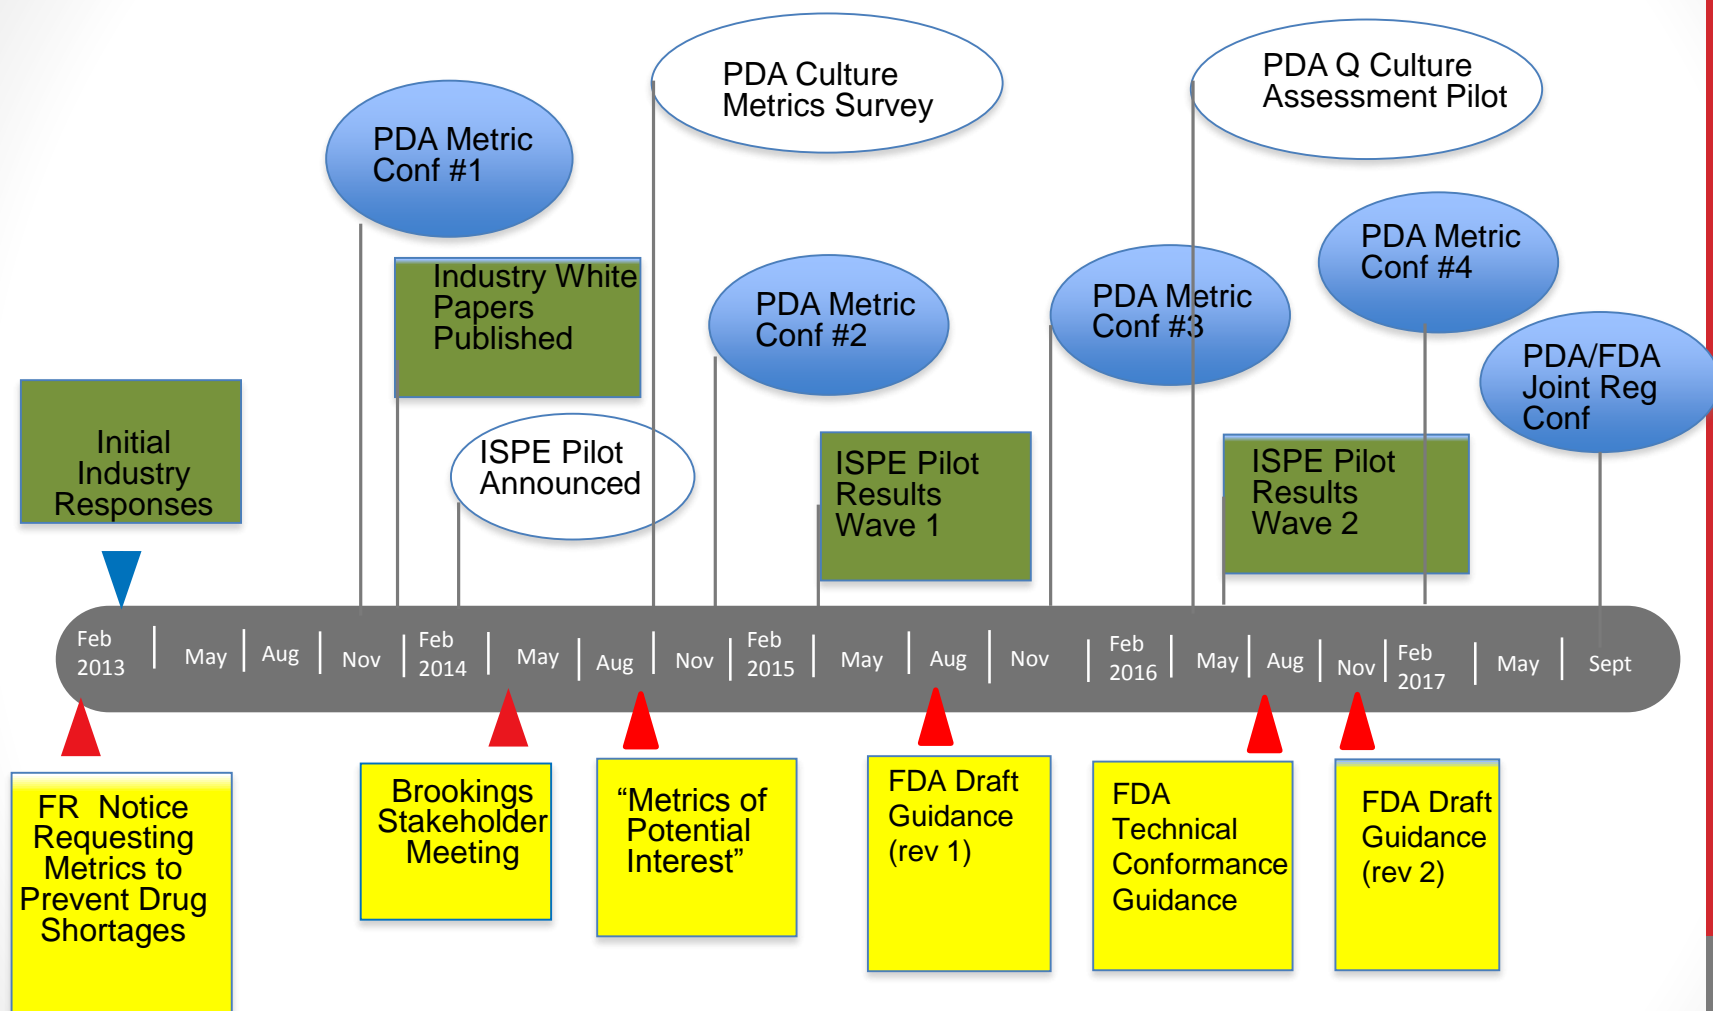 PDA Culture
Metrics Survey
PDA Q Culture
Assessment Pilot
PDA Metric
Conf #1
PDA Metric
Conf #4
Industry White
Papers
Published
PDA Metric
Conf #2
PDA Metric
Conf #3
PDA/FDA
Joint Reg
Conf
Initial
Industry
Responses
ISPE Pilot
Announced
ISPE Pilot
Results
Wave 1
ISPE Pilot
Results
Wave 2
Feb
2013
May
Aug
Nov
Feb
2014
May
Aug
Nov
Feb
2015
May
Aug
Nov
Feb
2016
May
Aug
Nov
Feb
2017
May
Sept
FR Notice
Requesting
Metrics to
Prevent Drug
Shortages
Brookings
Stakeholder
Meeting
“Metrics of
Potential
Interest”
FDA Draft
Guidance
(rev 1)
FDA
Technical
Conformance
Guidance
FDA Draft
Guidance
(rev 2)